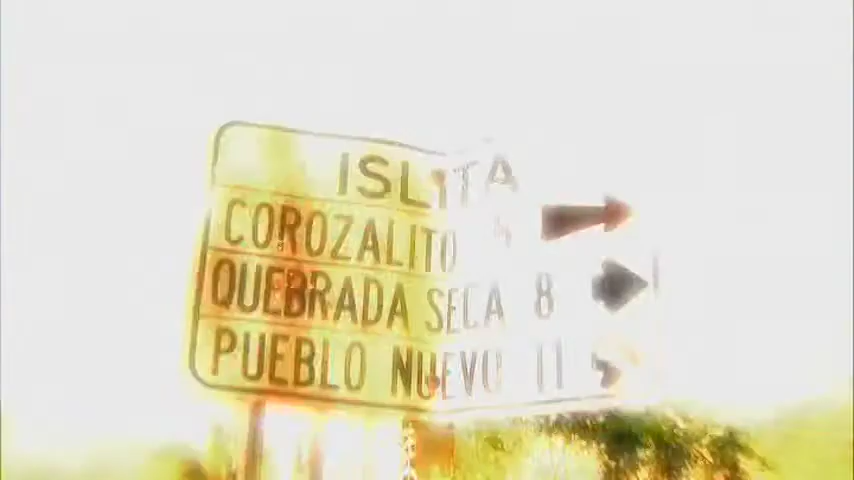 ISLITA
COROZALITO
QUEBRADA SECA 8
PUEBLO NUEVO 11